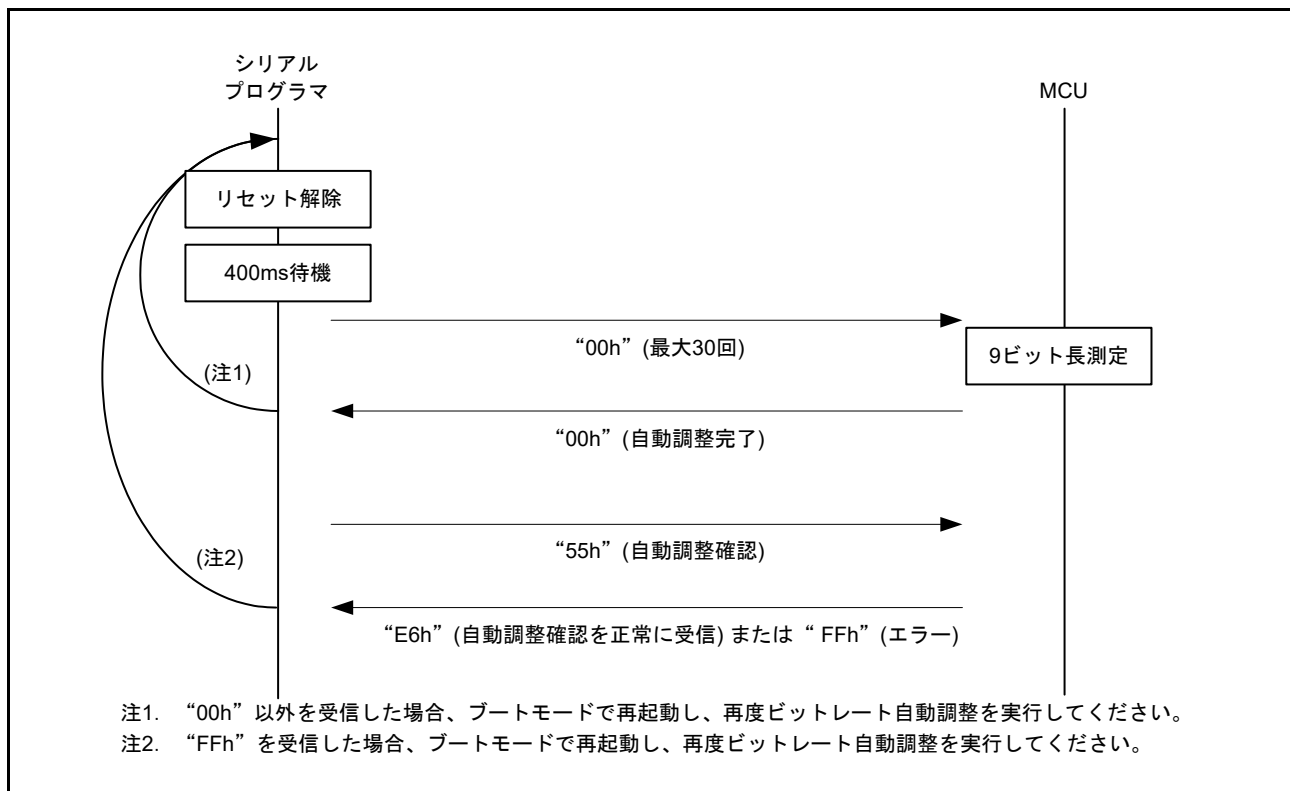 シリアル
プログラマ
MCU
リセット解除
400ms待機
“00h” (最大30回)
9ビット長測定
(注1)
“00h” (自動調整完了)
“55h” (自動調整確認)
(注2)
“E6h” (自動調整確認を正常に受信) または “ FFh” (エラー)
注1. “00h” 以外を受信した場合、ブートモードで再起動し、再度ビットレート自動調整を実行してください。
注2. “FFh” を受信した場合、ブートモードで再起動し、再度ビットレート自動調整を実行してください。